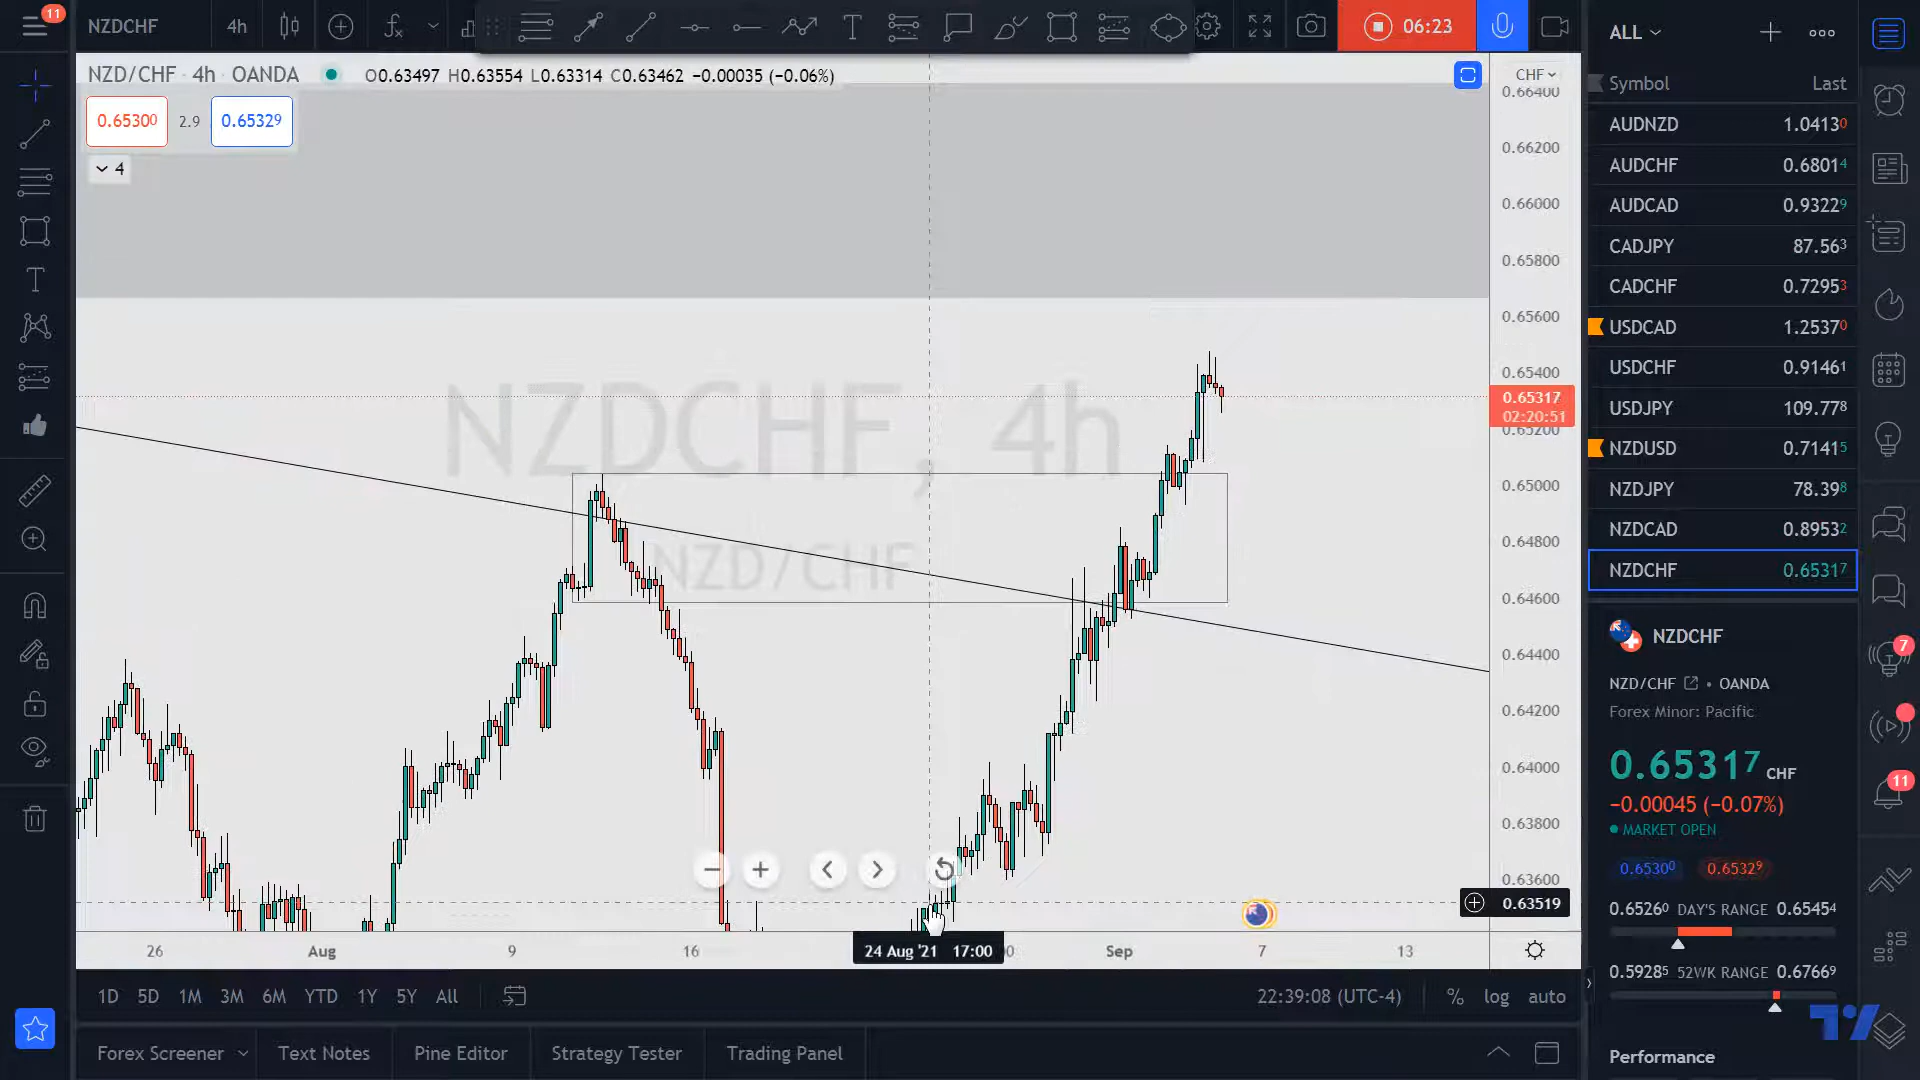 11
NZDCHF 4h 06:23
ALL
NZD/CHF · 4h · OANDA O0.63497 H0.63554 L0.63314 C0.63462 −0.00035 (−0.06%)
CHF
0.65300 2.9 0.65329
4
0.66400
0.66200
0.66000
0.65800
0.65600
0.65400
0.65317
02:20:51
0.65200
0.65000
0.64800
0.64600
0.64400
0.64200
0.64000
0.63800
0.63600
0.63519
NZDCHF, 4h
NZD/CHF
26 Aug 9 16 24 Aug '21 17:00 Sep 7 13
1D 5D 1M 3M 6M YTD 1Y 5Y All
22:39:08 (UTC-4) % log auto
Forex Screener Text Notes Pine Editor Strategy Tester Trading Panel
Symbol Last
AUDNZD 1.04130
AUDCHF 0.68014
AUDCAD 0.93229
CADJPY 87.563
CADCHF 0.72953
USDCAD 1.25370
USDCHF 0.91461
USDJPY 109.778
NZDUSD 0.71415
NZDJPY 78.398
NZDCAD 0.89532
NZDCHF 0.65317
NZDCHF
NZD/CHF • OANDA
Forex Minor: Pacific
0.65317 CHF
−0.00045 (−0.07%)
MARKET OPEN
0.65300 0.65329
0.65260 DAY'S RANGE 0.65454
0.59285 52WK RANGE 0.67669
Performance
7
11